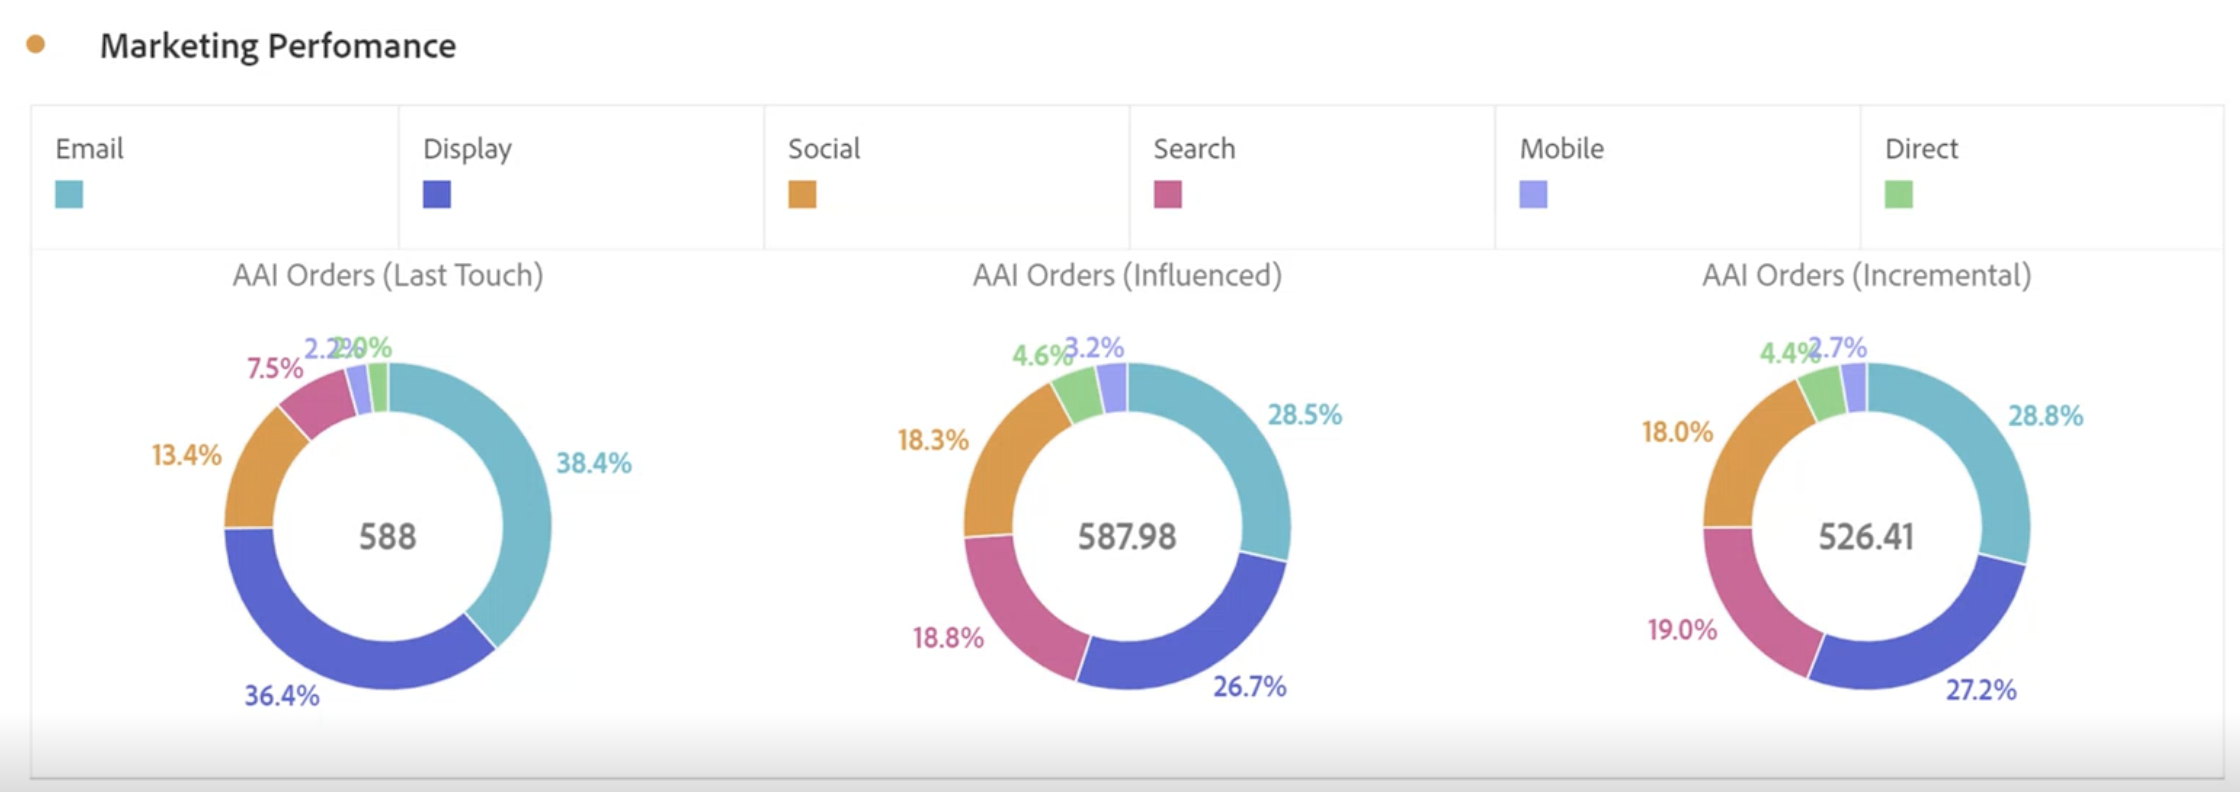 Marketing Perfomance
Email
Display
Social
Search
Mobile
Direct
AAI Orders (Last Touch)
AAI Orders (Influenced)
AAI Orders (Incremental)
7.5%
2.2%
2.0%
13.4%
38.4%
588
36.4%
4.6%
3.2%
18.3%
28.5%
587.98
18.8%
26.7%
4.4%
2.7%
18.0%
28.8%
526.41
19.0%
27.2%